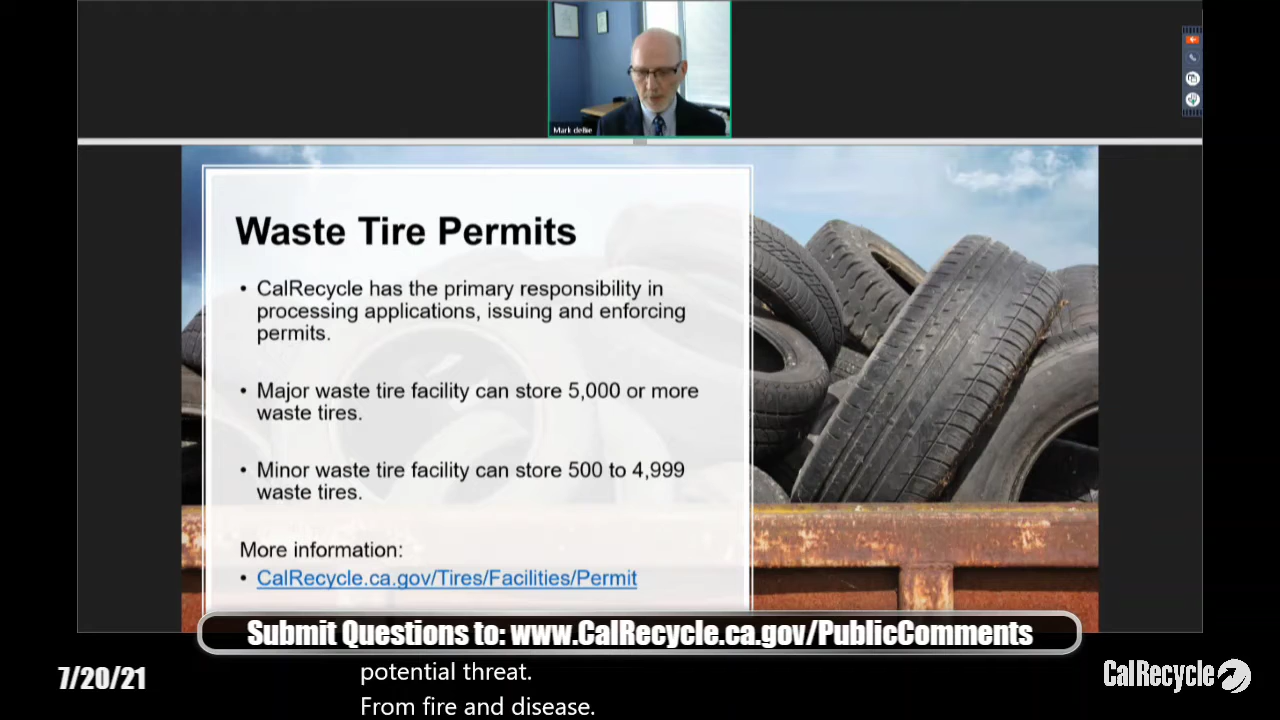 Mark deBie
Waste Tire Permits
• CalRecycle has the primary responsibility in
processing applications, issuing and enforcing
permits.
• Major waste tire facility can store 5,000 or more
waste tires.
• Minor waste tire facility can store 500 to 4,999
waste tires.
More information:
• CalRecycle.ca.gov/Tires/Facilities/Permit
Submit Questions to: www.CalRecycle.ca.gov/PublicComments
7/20/21
potential threat.
From fire and disease.
CalRecycle